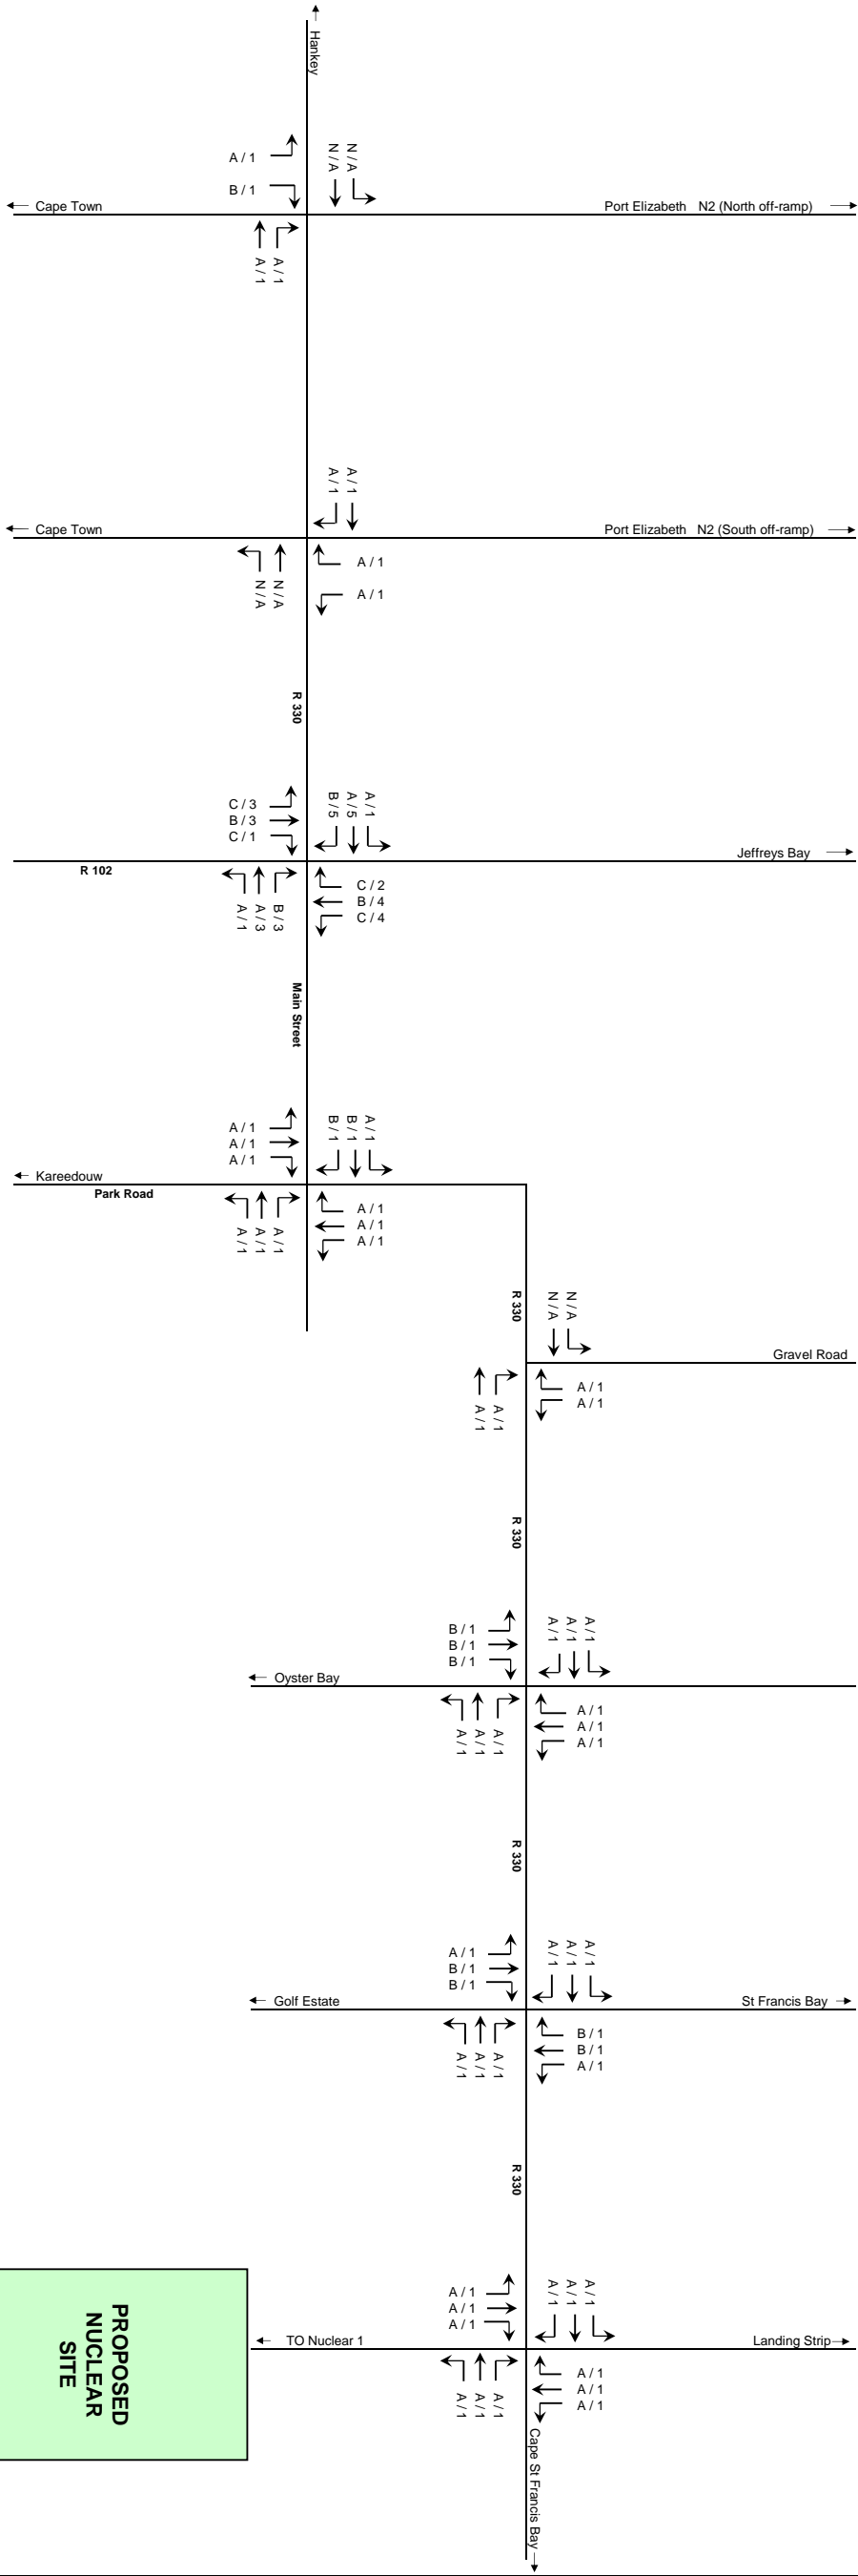 Hankey
A / 1
B / 1
N / A
N / A
Cape Town
Port Elizabeth N2 (North off-ramp)
A / 1
A / 1
A / 1
A / 1
Cape Town
Port Elizabeth N2 (South off-ramp)
N / A
N / A
A / 1
A / 1
R 330
C / 3
B / 3
C / 1
B / 5
A / 5
A / 1
Jeffreys Bay
R 102
A / 1
A / 3
B / 3
C / 2
B / 4
C / 4
Main Street
A / 1
A / 1
A / 1
B / 1
B / 1
A / 1
Kareedouw
Park Road
A / 1
A / 1
A / 1
A / 1
A / 1
A / 1
R 330
N / A
N / A
Gravel Road
A / 1
A / 1
A / 1
A / 1
R 330
B / 1
B / 1
B / 1
A / 1
A / 1
A / 1
Oyster Bay
A / 1
A / 1
A / 1
A / 1
A / 1
A / 1
R 330
A / 1
B / 1
B / 1
A / 1
A / 1
A / 1
Golf Estate
St Francis Bay
A / 1
A / 1
A / 1
B / 1
B / 1
A / 1
R 330
A / 1
A / 1
A / 1
A / 1
A / 1
A / 1
TO Nuclear 1
Landing Strip
A / 1
A / 1
A / 1
A / 1
A / 1
A / 1
PROPOSED
NUCLEAR
SITE
Cape St Francis Bay